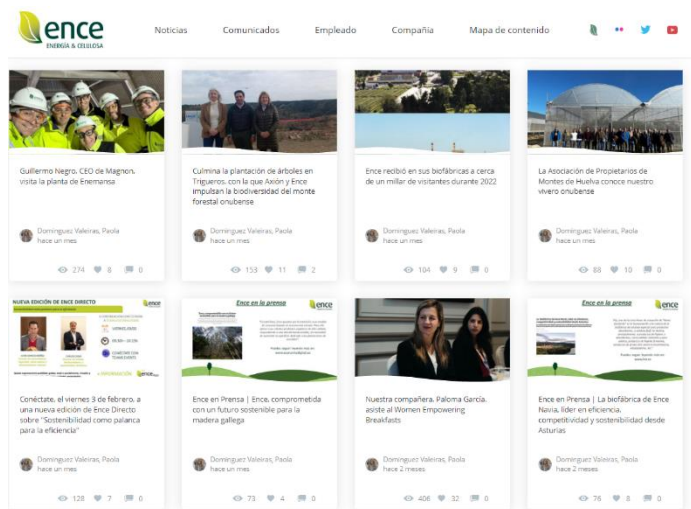 ence
ENERGÍA & CELULOSA
Noticias
Comunicados
Empleado
Compañía
Mapa de contenido
Guillermo Negro, CEO de Magnon,
visita la planta de Enemansa
Dominguez Valeiras, Paola
hace un mes
274 8 0
Culmina la plantación de árboles en
Trigueros, con la que Axión y Ence
impulsan la biodiversidad del monte
forestal onubense
Dominguez Valeiras, Paola
hace un mes
153 11 2
Ence recibió en sus biofábricas a cerca
de un millar de visitantes durante 2022
Dominguez Valeiras, Paola
hace un mes
104 9 0
La Asociación de Propietarios de
Montes de Huelva conoce nuestro
vivero onubense
Dominguez Valeiras, Paola
hace un mes
88 10 0
NUEVA EDICIÓN DE ENCE DIRECTO
ence
Conéctate, el viernes 3 de febrero, a
una nueva edición de Ence Directo
sobre "Sostenibilidad como palanca
para la eficiencia"
Dominguez Valeiras, Paola
hace un mes
128 7 0
Ence en la prensa
ence
Ence en Prensa | Ence, comprometida
con un futuro sostenible para la
madera gallega
Dominguez Valeiras, Paola
hace un mes
73 4 0
Nuestra compañera, Paloma García,
asiste al Women Empowering
Breakfasts
Dominguez Valeiras, Paola
hace 2 meses
406 32 0
Ence en la prensa
ence
Ence en Prensa | La biofábrica de Ence
Navia, líder en eficiencia,
competitividad y sostenibilidad desde
Asturias
Dominguez Valeiras, Paola
hace 2 meses
76 8 0